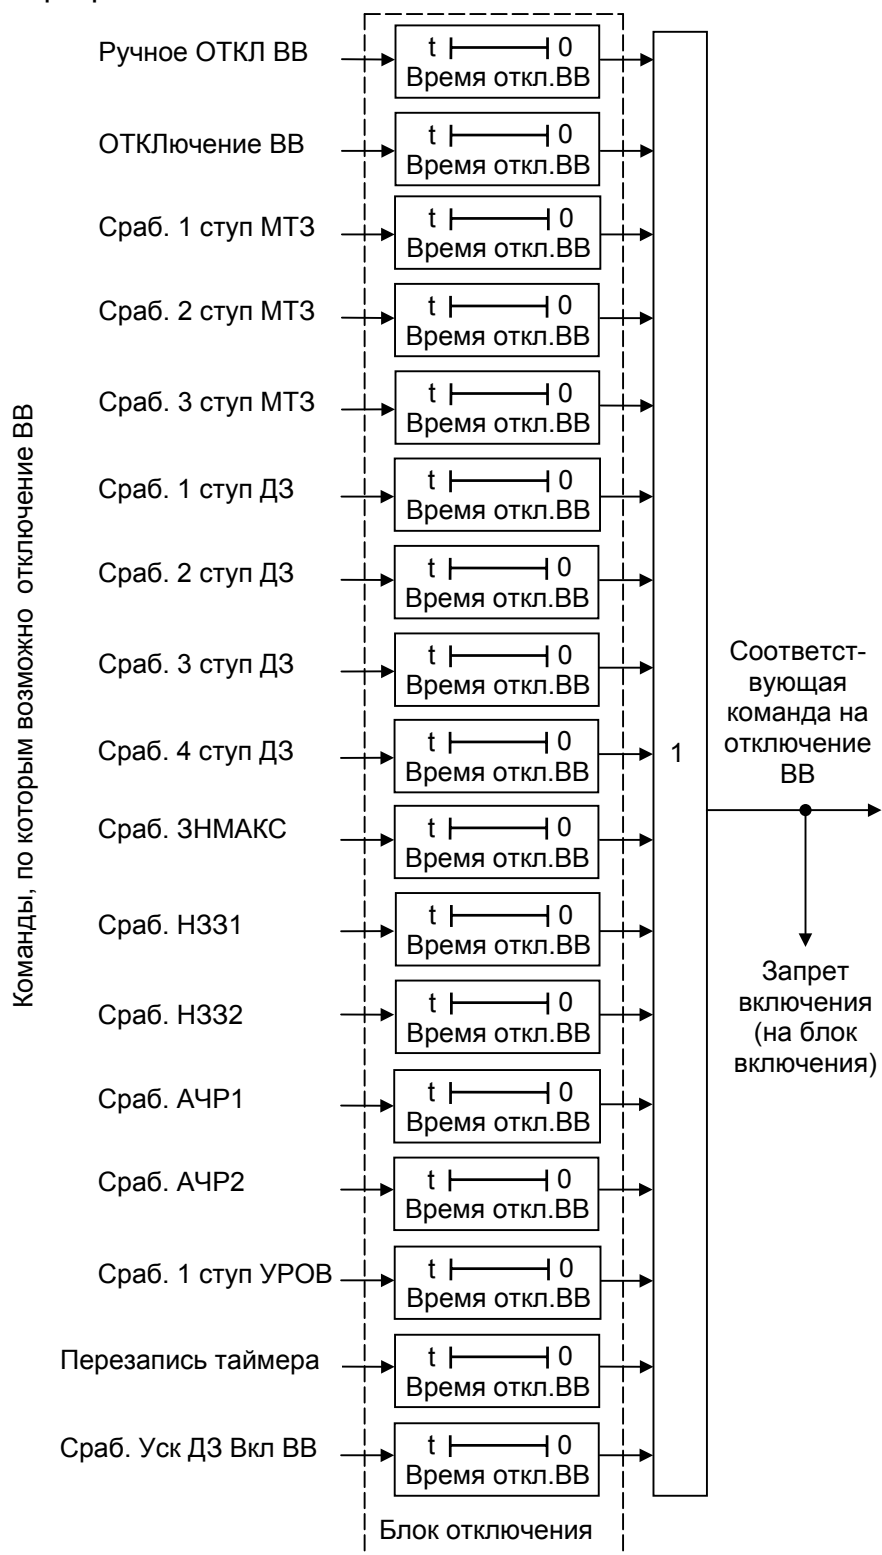 Ручное ОТКЛ ВВ
t 0
Время откл.ВВ
ОТКЛючение ВВ
t 0
Время откл.ВВ
Сраб. 1 ступ МТЗ
t 0
Время откл.ВВ
Сраб. 2 ступ МТЗ
t 0
Время откл.ВВ
Сраб. 3 ступ МТЗ
t 0
Время откл.ВВ
Сраб. 1 ступ ДЗ
t 0
Время откл.ВВ
Сраб. 2 ступ ДЗ
t 0
Время откл.ВВ
Сраб. 3 ступ ДЗ
t 0
Время откл.ВВ
Сраб. 4 ступ ДЗ
t 0
Время откл.ВВ
Сраб. ЗНМАКС
t 0
Время откл.ВВ
Сраб. НЗЗ1
t 0
Время откл.ВВ
Сраб. НЗЗ2
t 0
Время откл.ВВ
Сраб. АЧР1
t 0
Время откл.ВВ
Сраб. АЧР2
t 0
Время откл.ВВ
Сраб. 1 ступ УРОВ
t 0
Время откл.ВВ
Перезапись таймера
t 0
Время откл.ВВ
Сраб. Уск ДЗ Вкл ВВ
t 0
Время откл.ВВ
Блок отключения
Команды, по которым возможно отключение ВВ
1
Соответст-
вующая
команда на
отключение
ВВ
Запрет
включения
(на блок
включения)